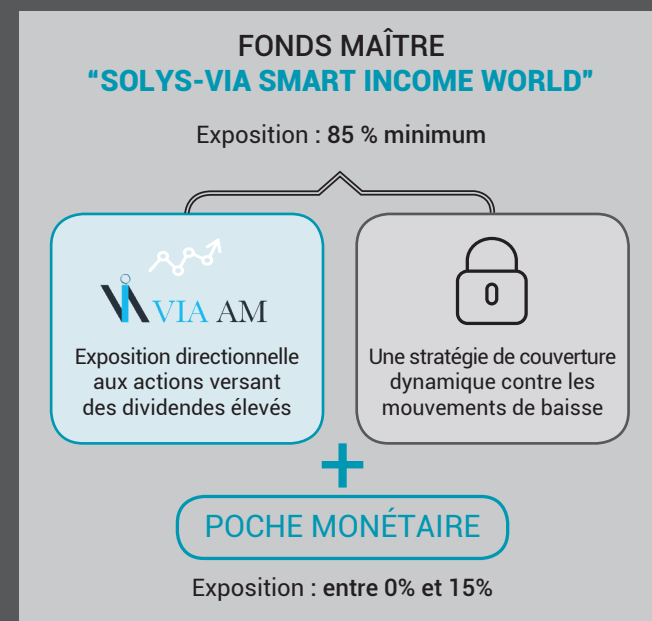 FONDS MAÎTRE
“SOLYS-VIA SMART INCOME WORLD”
Exposition : 85 % minimum
VIA AM
Exposition directionnelle
aux actions versant
des dividendes élevés
Une stratégie de couverture
dynamique contre les
mouvements de baisse
+
POCHE MONÉTAIRE
Exposition : entre 0% et 15%